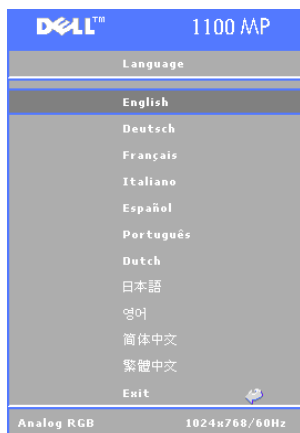 DELL™ 1100 MP
Language
English
Deutsch
Français
Italiano
Español
Português
Dutch
日本語
영어
简体中文
繁體中文
Exit
Analog RGB 1024x768/60Hz